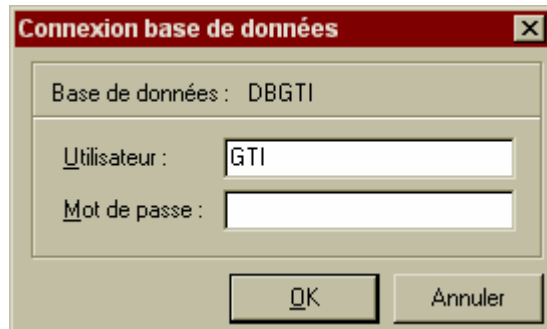 Connexion base de données
Base de données : DBGTI
Utilisateur : GTI
Mot de passe :
OK Annuler